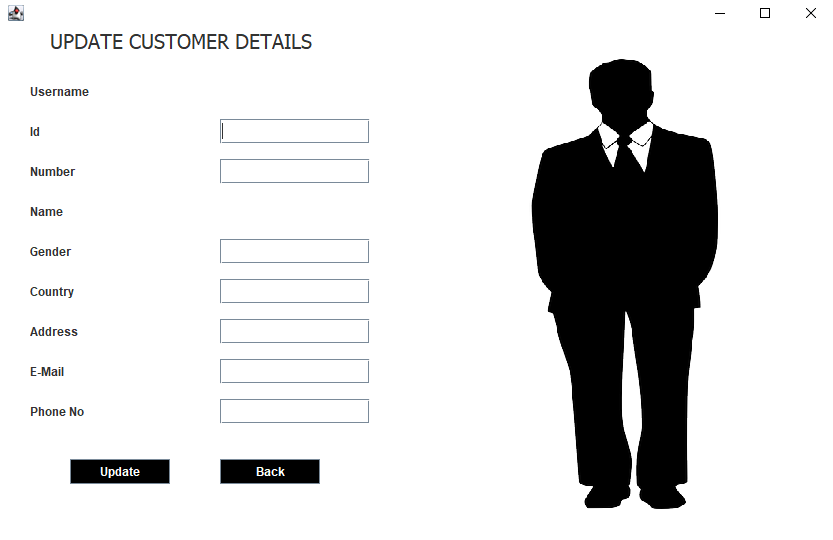 UPDATE CUSTOMER DETAILS
Username
Id
Number
Name
Gender
Country
Address
E-Mail
Phone No
Update Back